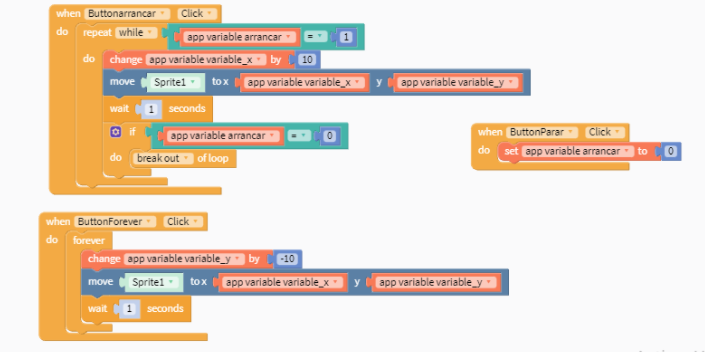 when Buttonarrancar Click
do repeat while app variable arrancar = 1
do change app variable variable_x by 10
move Sprite1 to x app variable variable_x y app variable variable_y
wait 1 seconds
if app variable arrancar = 0
do break out of loop
when ButtonParar Click
do set app variable arrancar to 0
when ButtonForever Click
do forever
change app variable variable_y by -10
move Sprite1 to x app variable variable_x y app variable variable_y
wait 1 seconds